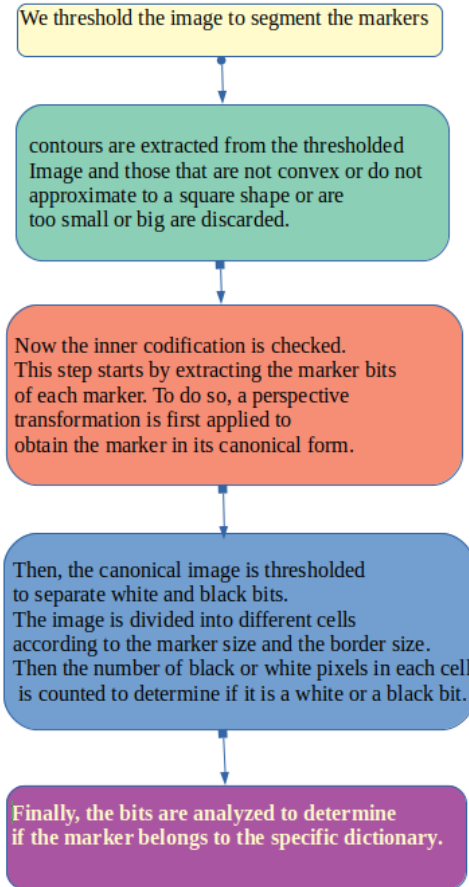 We threshold the image to segment the markers
contours are extracted from the thresholded
Image and those that are not convex or do not
approximate to a square shape or are
too small or big are discarded.
Now the inner codification is checked.
This step starts by extracting the marker bits
of each marker. To do so, a perspective
transformation is first applied to
obtain the marker in its canonical form.
Then, the canonical image is thresholded
to separate white and black bits.
The image is divided into different cells
according to the marker size and the border size.
Then the number of black or white pixels in each cell
is counted to determine if it is a white or a black bit.
Finally, the bits are analyzed to determine
if the marker belongs to the specific dictionary.